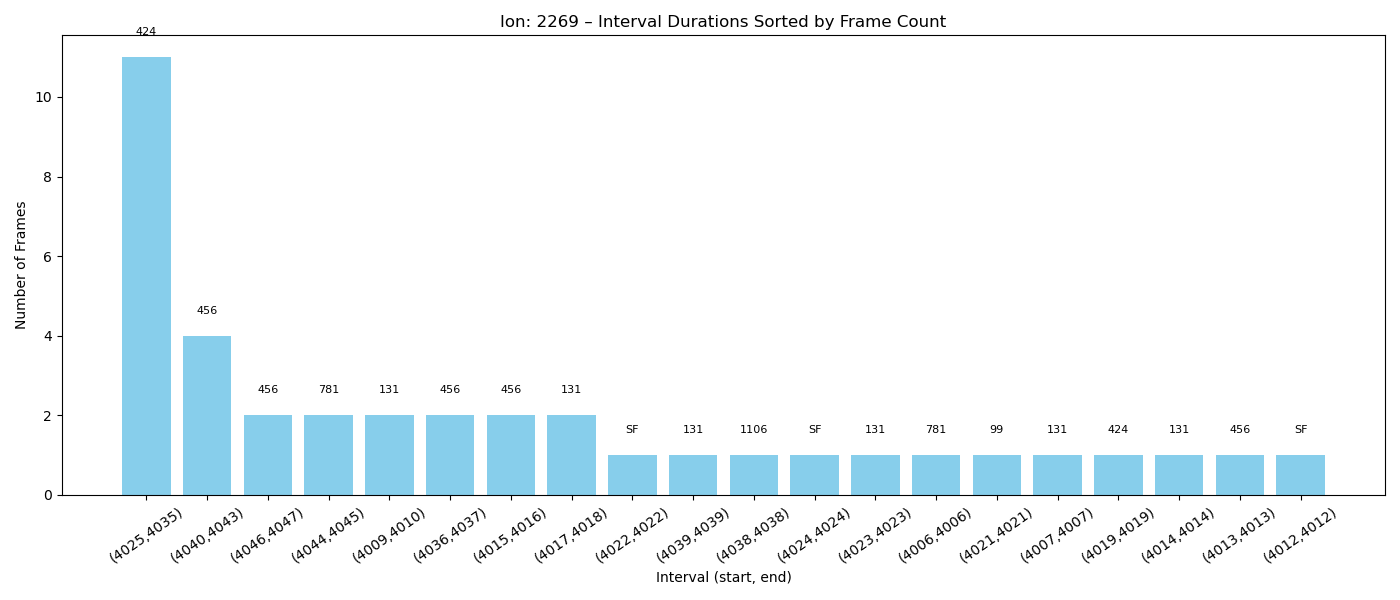 Ion: 2269 – Interval Durations Sorted by Frame Count
424
456
456 781 131 456 456 131
SF 131 1106 SF 131 781 99 131 424 131 456 SF
Number of Frames
10
8
6
4
2
0
(4025,4035) (4040,4043) (4046,4047) (4044,4045) (4009,4010) (4036,4037) (4015,4016) (4017,4018) (4022,4022) (4039,4039) (4038,4038) (4024,4024) (4023,4023) (4006,4006) (4021,4021) (4007,4007) (4019,4019) (4014,4014) (4013,4013) (4012,4012)
Interval (start, end)